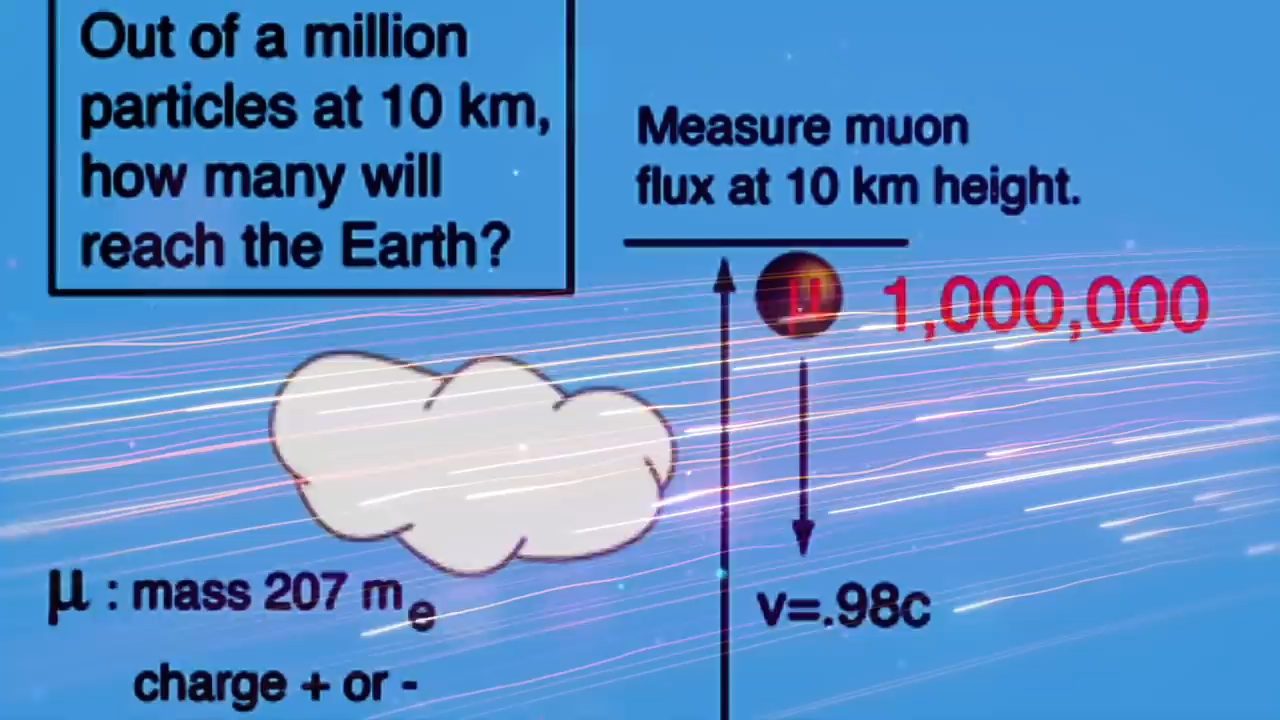 Out of a million
particles at 10 km,
how many will
reach the Earth?
Measure muon
flux at 10 km height.
μ 1,000,000
μ : mass 207 mₑ
charge + or -
v=.98c